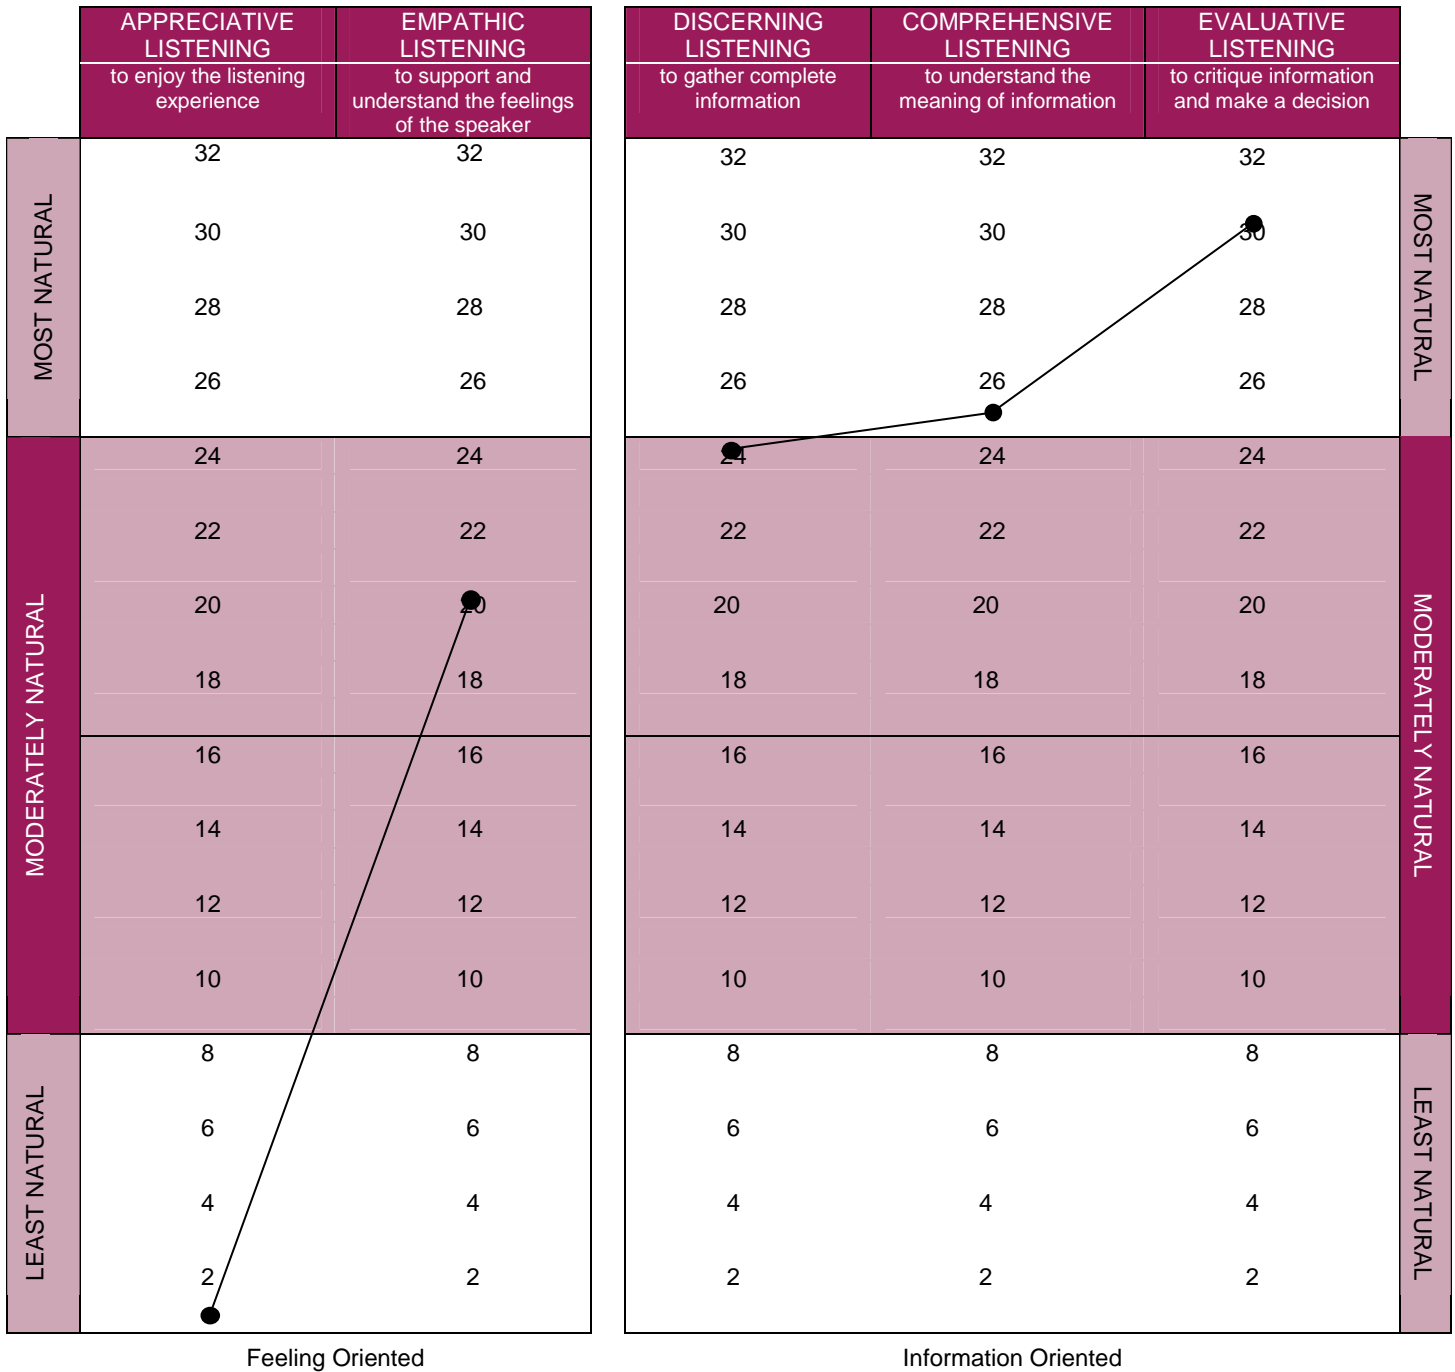 APPRECIATIVE
LISTENING
to enjoy the listening
experience
EMPATHIC
LISTENING
to support and
understand the feelings
of the speaker
DISCERNING
LISTENING
to gather complete
information
COMPREHENSIVE
LISTENING
to understand the
meaning of information
EVALUATIVE
LISTENING
to critique information
and make a decision
MOST NATURAL
32 32 32 32 32
30 30 30 30 30
28 28 28 28 28
26 26 26 26 26
MOST NATURAL
MODERATELY NATURAL
24 24 24 24 24
22 22 22 22 22
20 20 20 20 20
18 18 18 18 18
16 16 16 16 16
14 14 14 14 14
12 12 12 12 12
10 10 10 10 10
MODERATELY NATURAL
LEAST NATURAL
8 8 8 8 8
6 6 6 6 6
4 4 4 4 4
2 2 2 2 2
LEAST NATURAL
Feeling Oriented
Information Oriented